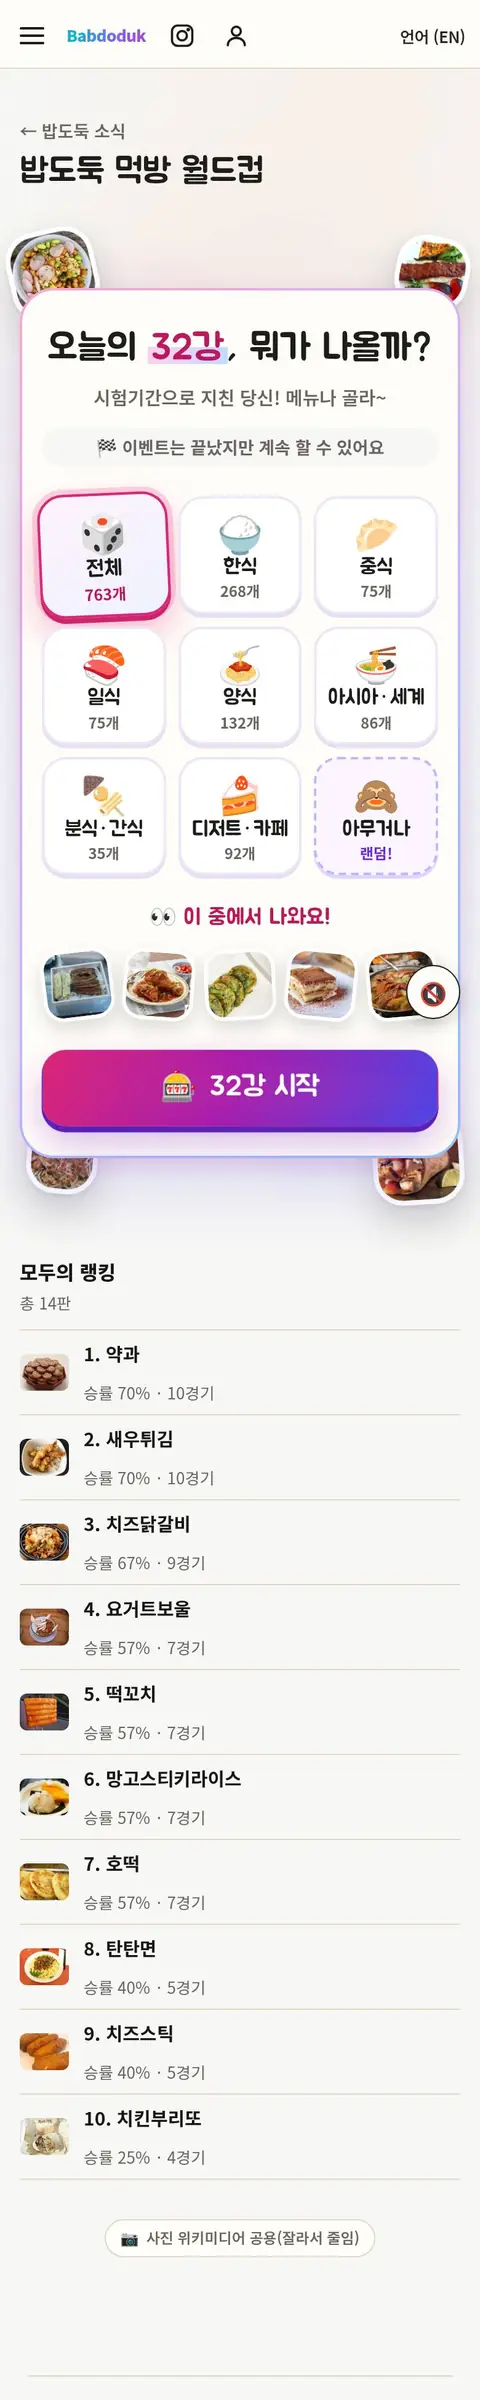 Babdoduk
언어 (EN)
← 밥도둑 소식
밥도둑 먹방 월드컵
오늘의 32강, 뭐가 나올까?
시험기간으로 지친 당신! 메뉴나 골라~
🏁 이벤트는 끝났지만 계속 할 수 있어요
전체
763개
한식
268개
중식
75개
일식
75개
양식
132개
아시아·세계
86개
분식·간식
35개
디저트·카페
92개
아무거나
랜덤!
👀 이 중에서 나와요!
🎰 32강 시작
모두의 랭킹
총 14판
1. 약과
승률 70% · 10경기
2. 새우튀김
승률 70% · 10경기
3. 치즈닭갈비
승률 67% · 9경기
4. 요거트보울
승률 57% · 7경기
5. 떡꼬치
승률 57% · 7경기
6. 망고스티키라이스
승률 57% · 7경기
7. 호떡
승률 57% · 7경기
8. 탄탄면
승률 40% · 5경기
9. 치즈스틱
승률 40% · 5경기
10. 치킨부리또
승률 25% · 4경기
📷 사진 위키미디어 공용(잘라서 줄임)